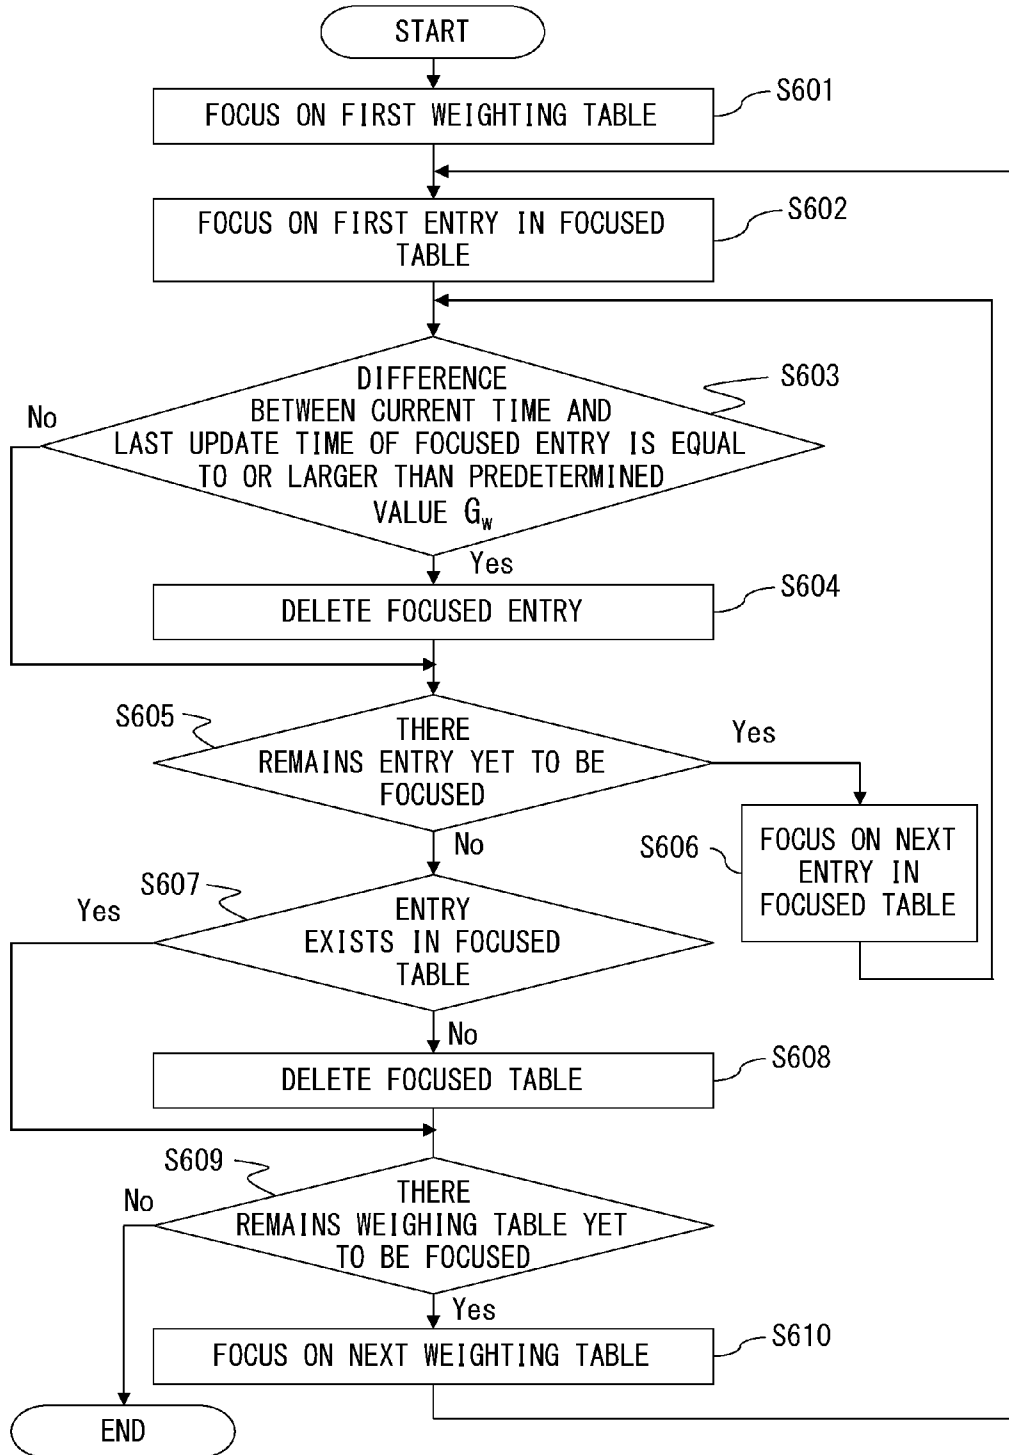 START
FOCUS ON FIRST WEIGHTING TABLE
S601
FOCUS ON FIRST ENTRY IN FOCUSED
TABLE
S602
DIFFERENCE
BETWEEN CURRENT TIME AND
LAST UPDATE TIME OF FOCUSED ENTRY IS EQUAL
TO OR LARGER THAN PREDETERMINED
VALUE Gw
S603
No
Yes
DELETE FOCUSED ENTRY
S604
S605
THERE
REMAINS ENTRY YET TO BE
FOCUSED
Yes
No
S606
FOCUS ON NEXT
ENTRY IN
FOCUSED TABLE
S607
Yes
ENTRY
EXISTS IN FOCUSED
TABLE
No
DELETE FOCUSED TABLE
S608
S609
No
THERE
REMAINS WEIGHING TABLE YET
TO BE FOCUSED
Yes
FOCUS ON NEXT WEIGHTING TABLE
S610
END